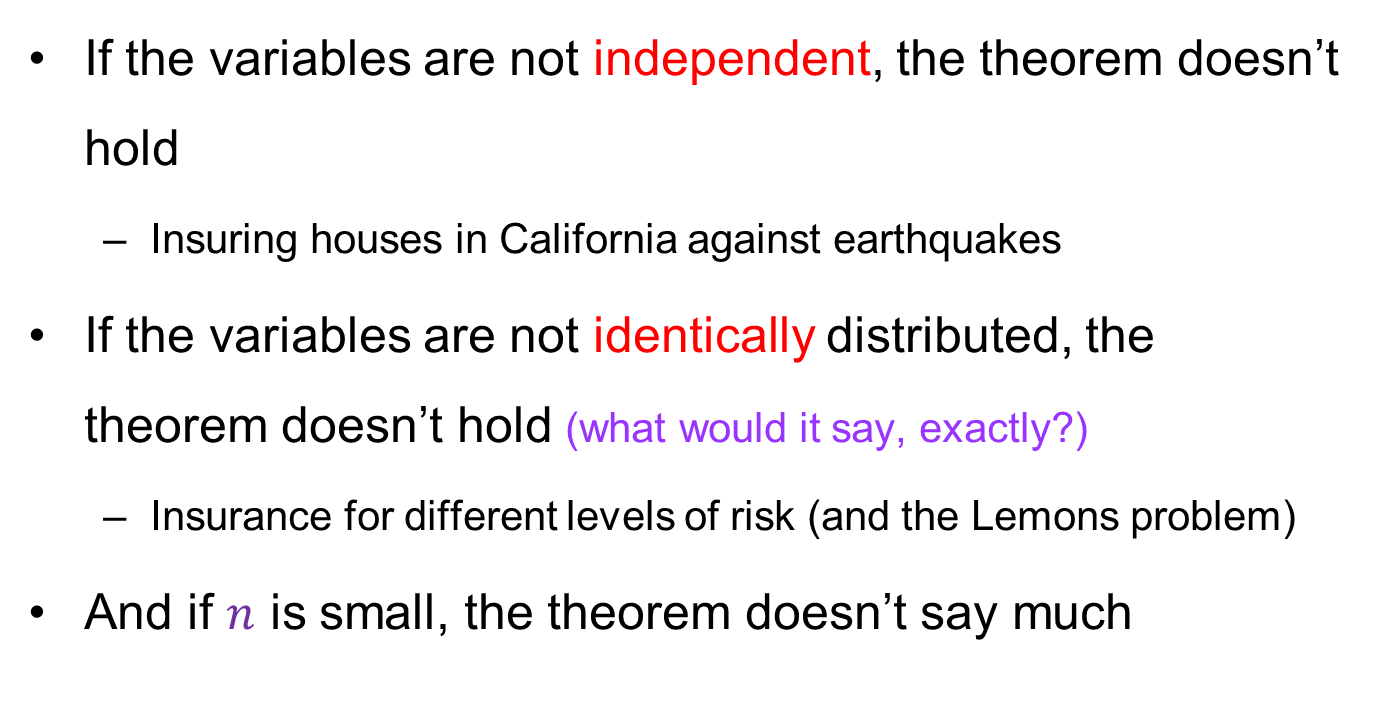 • If the variables are not independent, the theorem doesn’t
hold
– Insuring houses in California against earthquakes
• If the variables are not identically distributed, the
theorem doesn’t hold (what would it say, exactly?)
– Insurance for different levels of risk (and the Lemons problem)
• And if 𝑛 is small, the theorem doesn’t say much